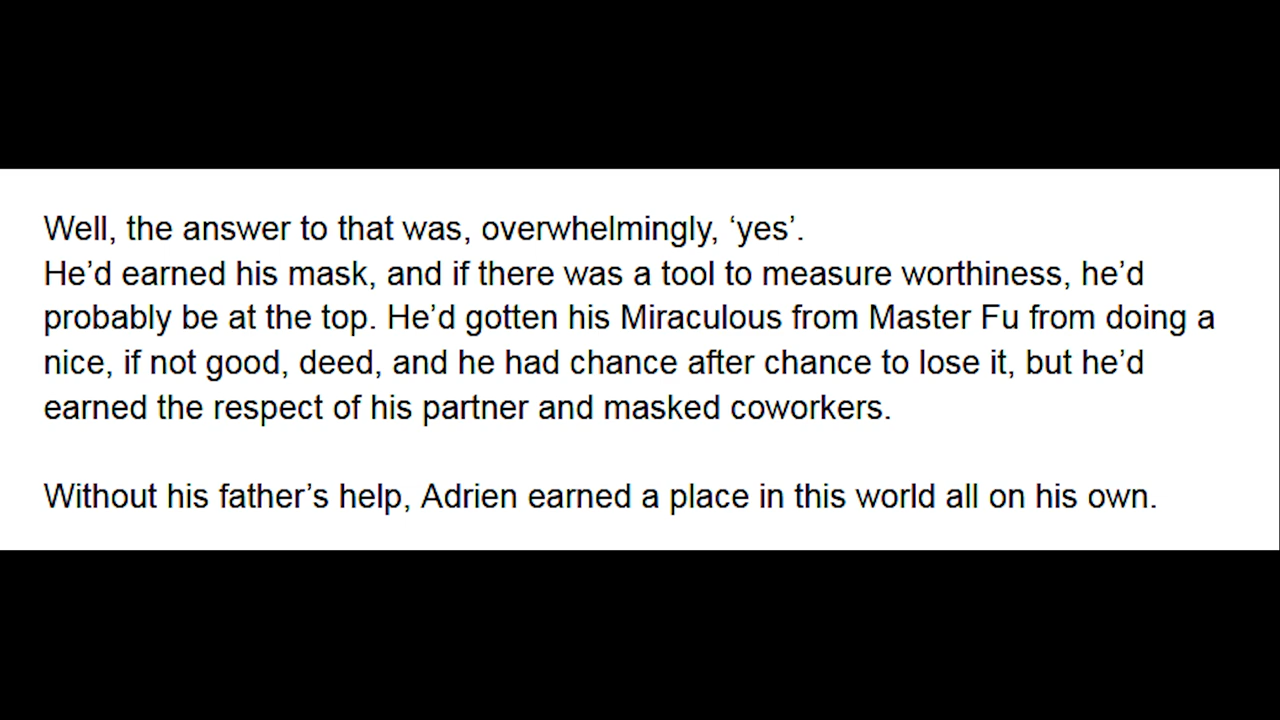 Well, the answer to that was, overwhelmingly, ‘yes’.
He’d earned his mask, and if there was a tool to measure worthiness, he’d
probably be at the top. He’d gotten his Miraculous from Master Fu from doing a
nice, if not good, deed, and he had chance after chance to lose it, but he’d
earned the respect of his partner and masked coworkers.
Without his father’s help, Adrien earned a place in this world all on his own.